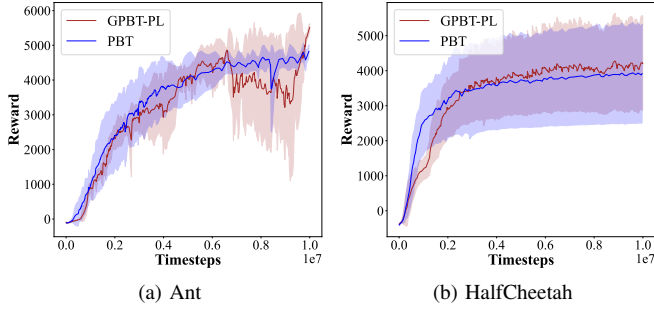 6000
5000
4000
3000
2000
1000
0
Reward
GPBT-PL
PBT
0.0 0.2 0.4 0.6 0.8 1.0
1e7
Timesteps
(a) Ant
5000
4000
3000
2000
1000
0
Reward
GPBT-PL
PBT
0.0 0.2 0.4 0.6 0.8 1.0
1e7
Timesteps
(b) HalfCheetah